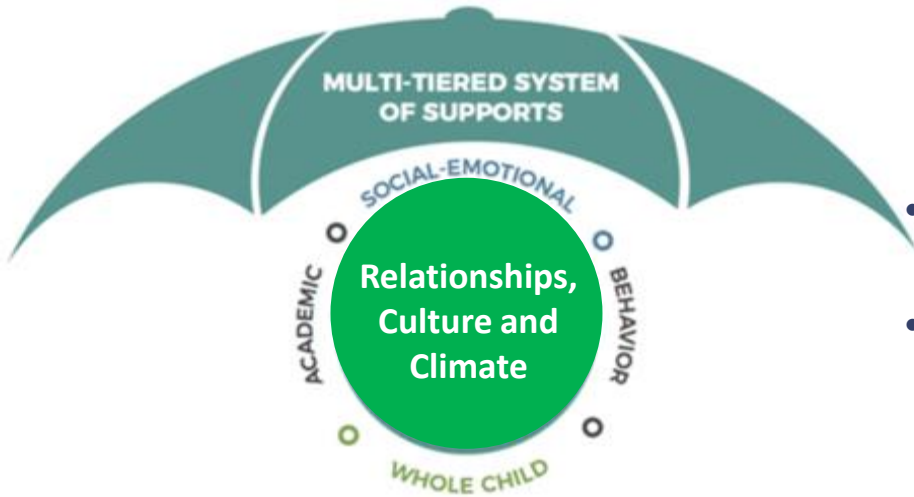 MULTI-TIERED SYSTEM
OF SUPPORTS
SOCIAL-EMOTIONAL
ACADEMIC
Relationships,
Culture and
Climate
BEHAVIOR
WHOLE CHILD